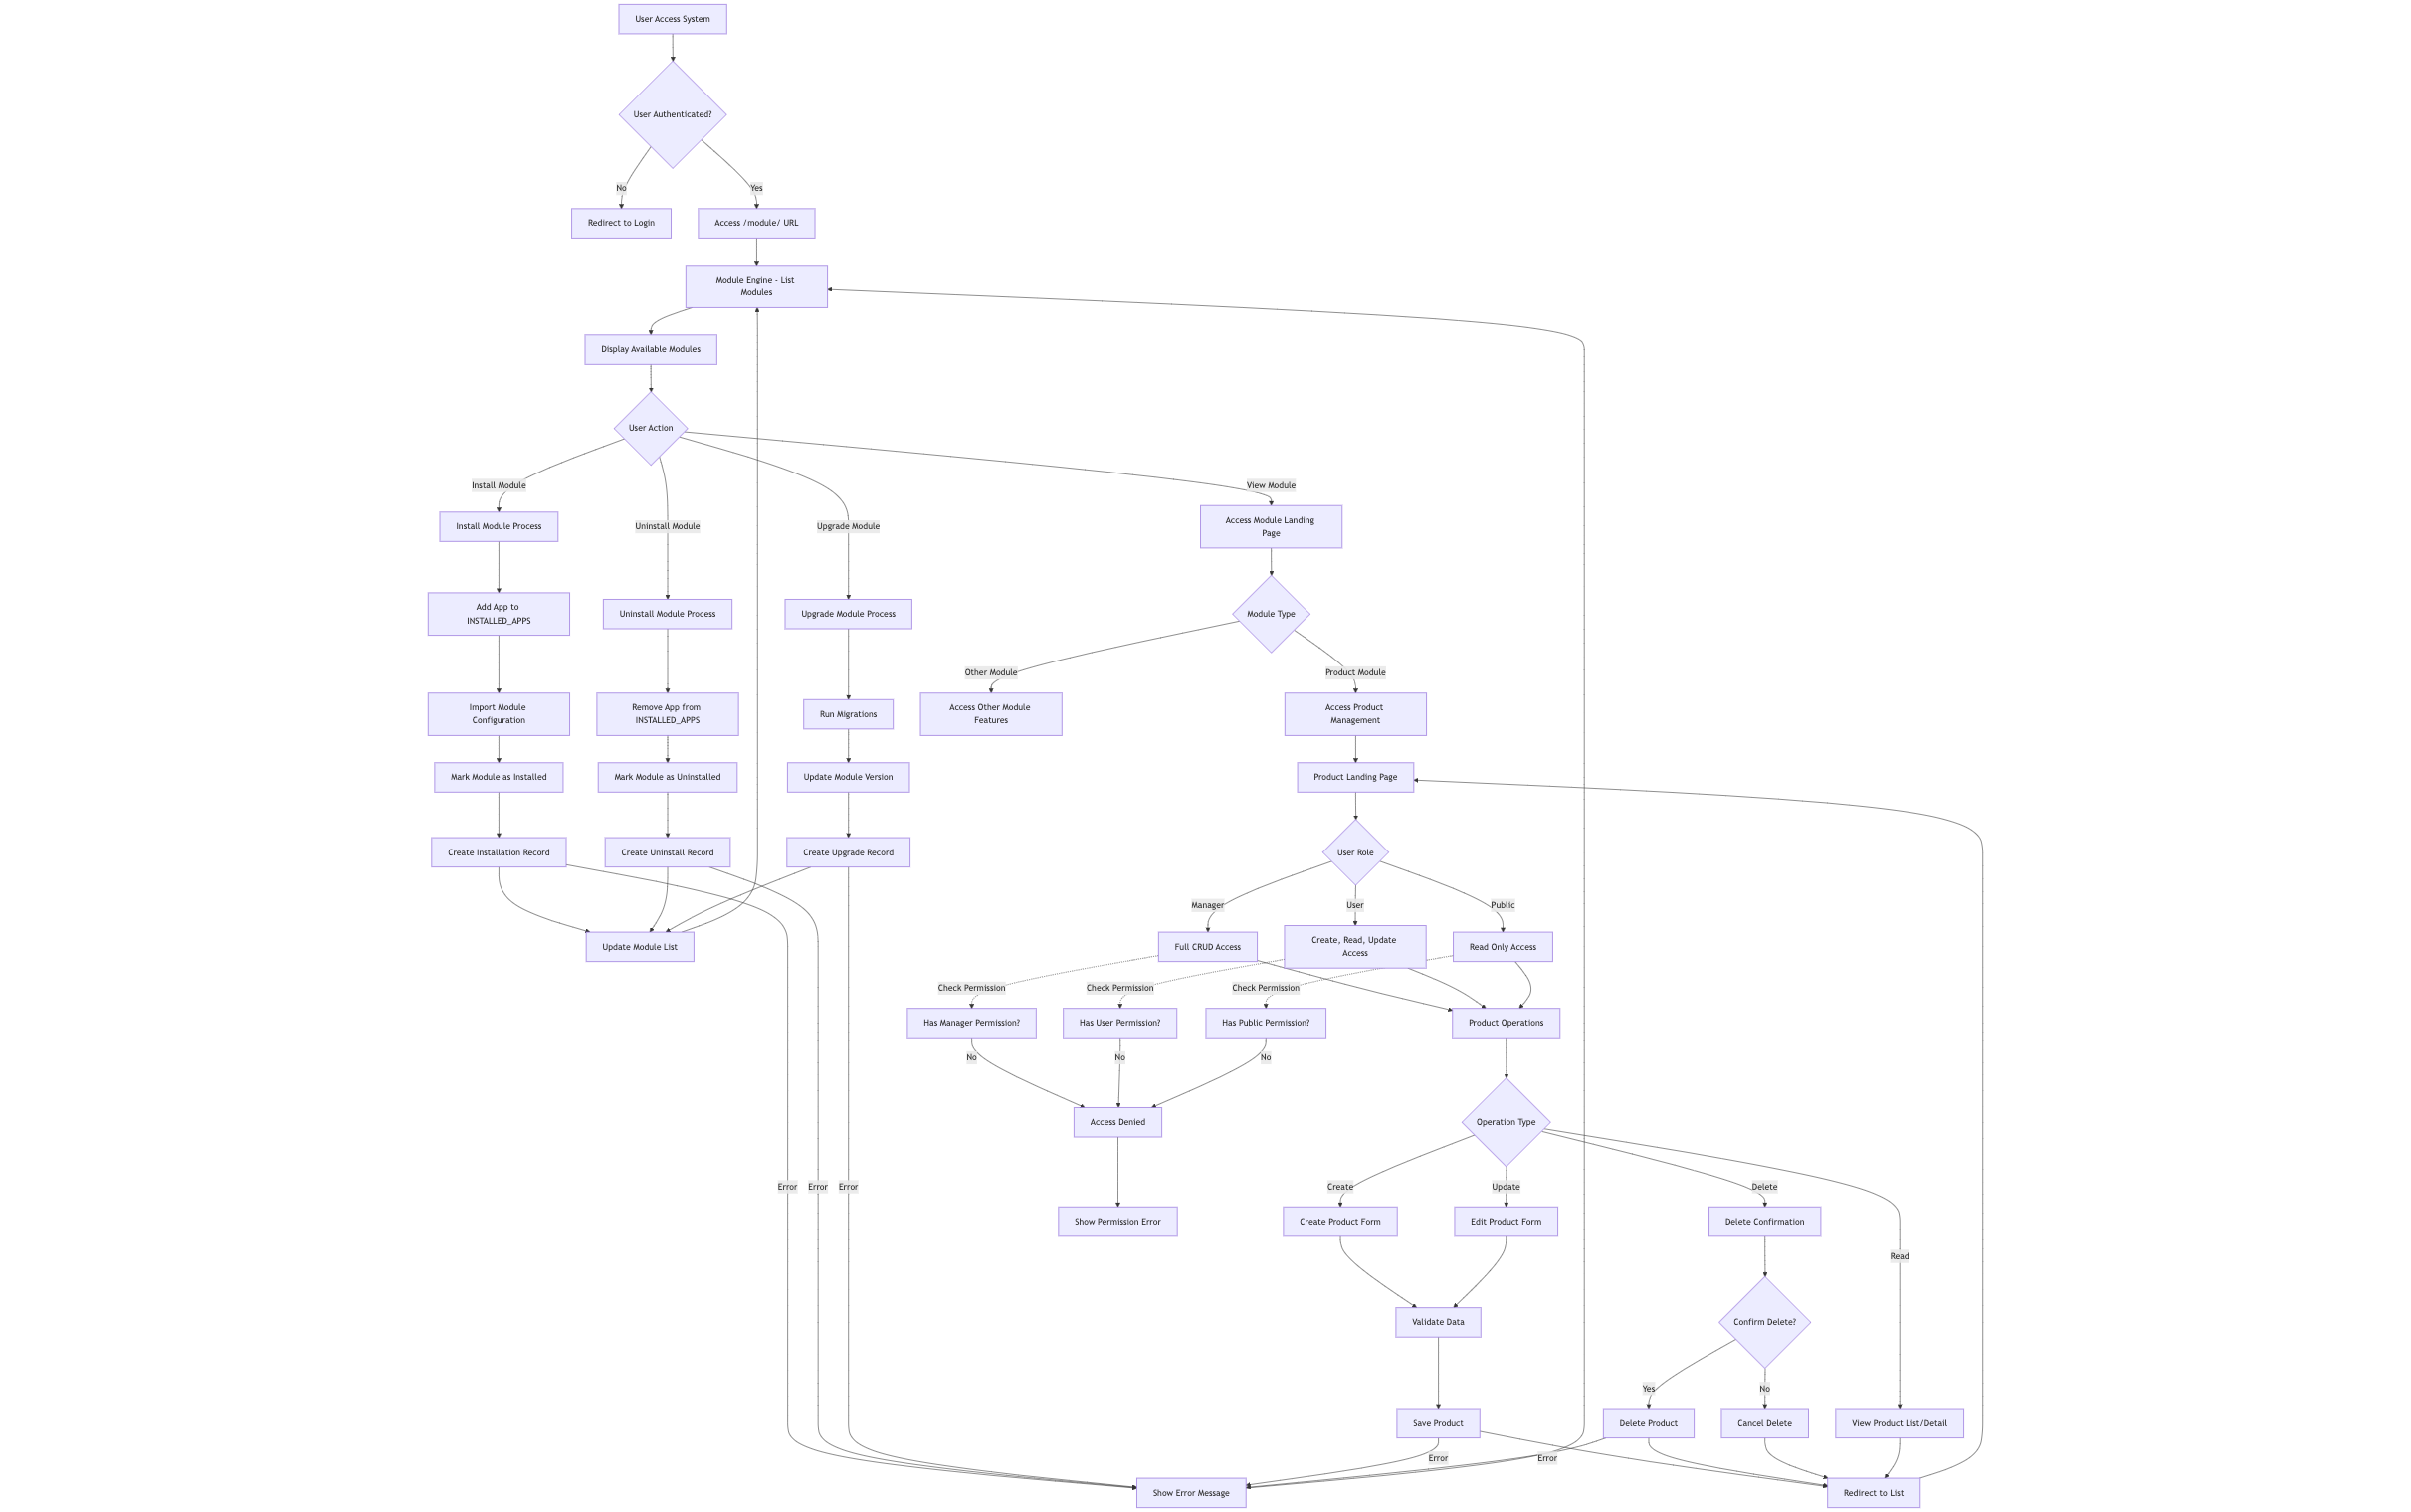 User Access System
User Authenticated?
No
Yes
Redirect to Login
Access /module/ URL
Module Engine - List
Modules
Display Available Modules
User Action
Install Module
View Module
Install Module Process
Uninstall Module
Upgrade Module
Access Module Landing
Page
Add App to
INSTALLED_APPS
Uninstall Module Process
Upgrade Module Process
Module Type
Other Module
Product Module
Import Module
Configuration
Remove App from
INSTALLED_APPS
Run Migrations
Access Other Module
Features
Access Product
Management
Mark Module as Installed
Mark Module as Uninstalled
Update Module Version
Product Landing Page
Create Installation Record
Create Uninstall Record
Create Upgrade Record
User Role
Manager
User
Public
Update Module List
Full CRUD Access
Create, Read, Update
Access
Read Only Access
Check Permission
Check Permission
Check Permission
Has Manager Permission?
Has User Permission?
Has Public Permission?
Product Operations
No
No
No
Access Denied
Operation Type
Error
Error
Error
Create
Update
Delete
Show Permission Error
Create Product Form
Edit Product Form
Delete Confirmation
Read
Validate Data
Confirm Delete?
Yes
No
Save Product
Delete Product
Cancel Delete
View Product List/Detail
Error
Error
Show Error Message
Redirect to List